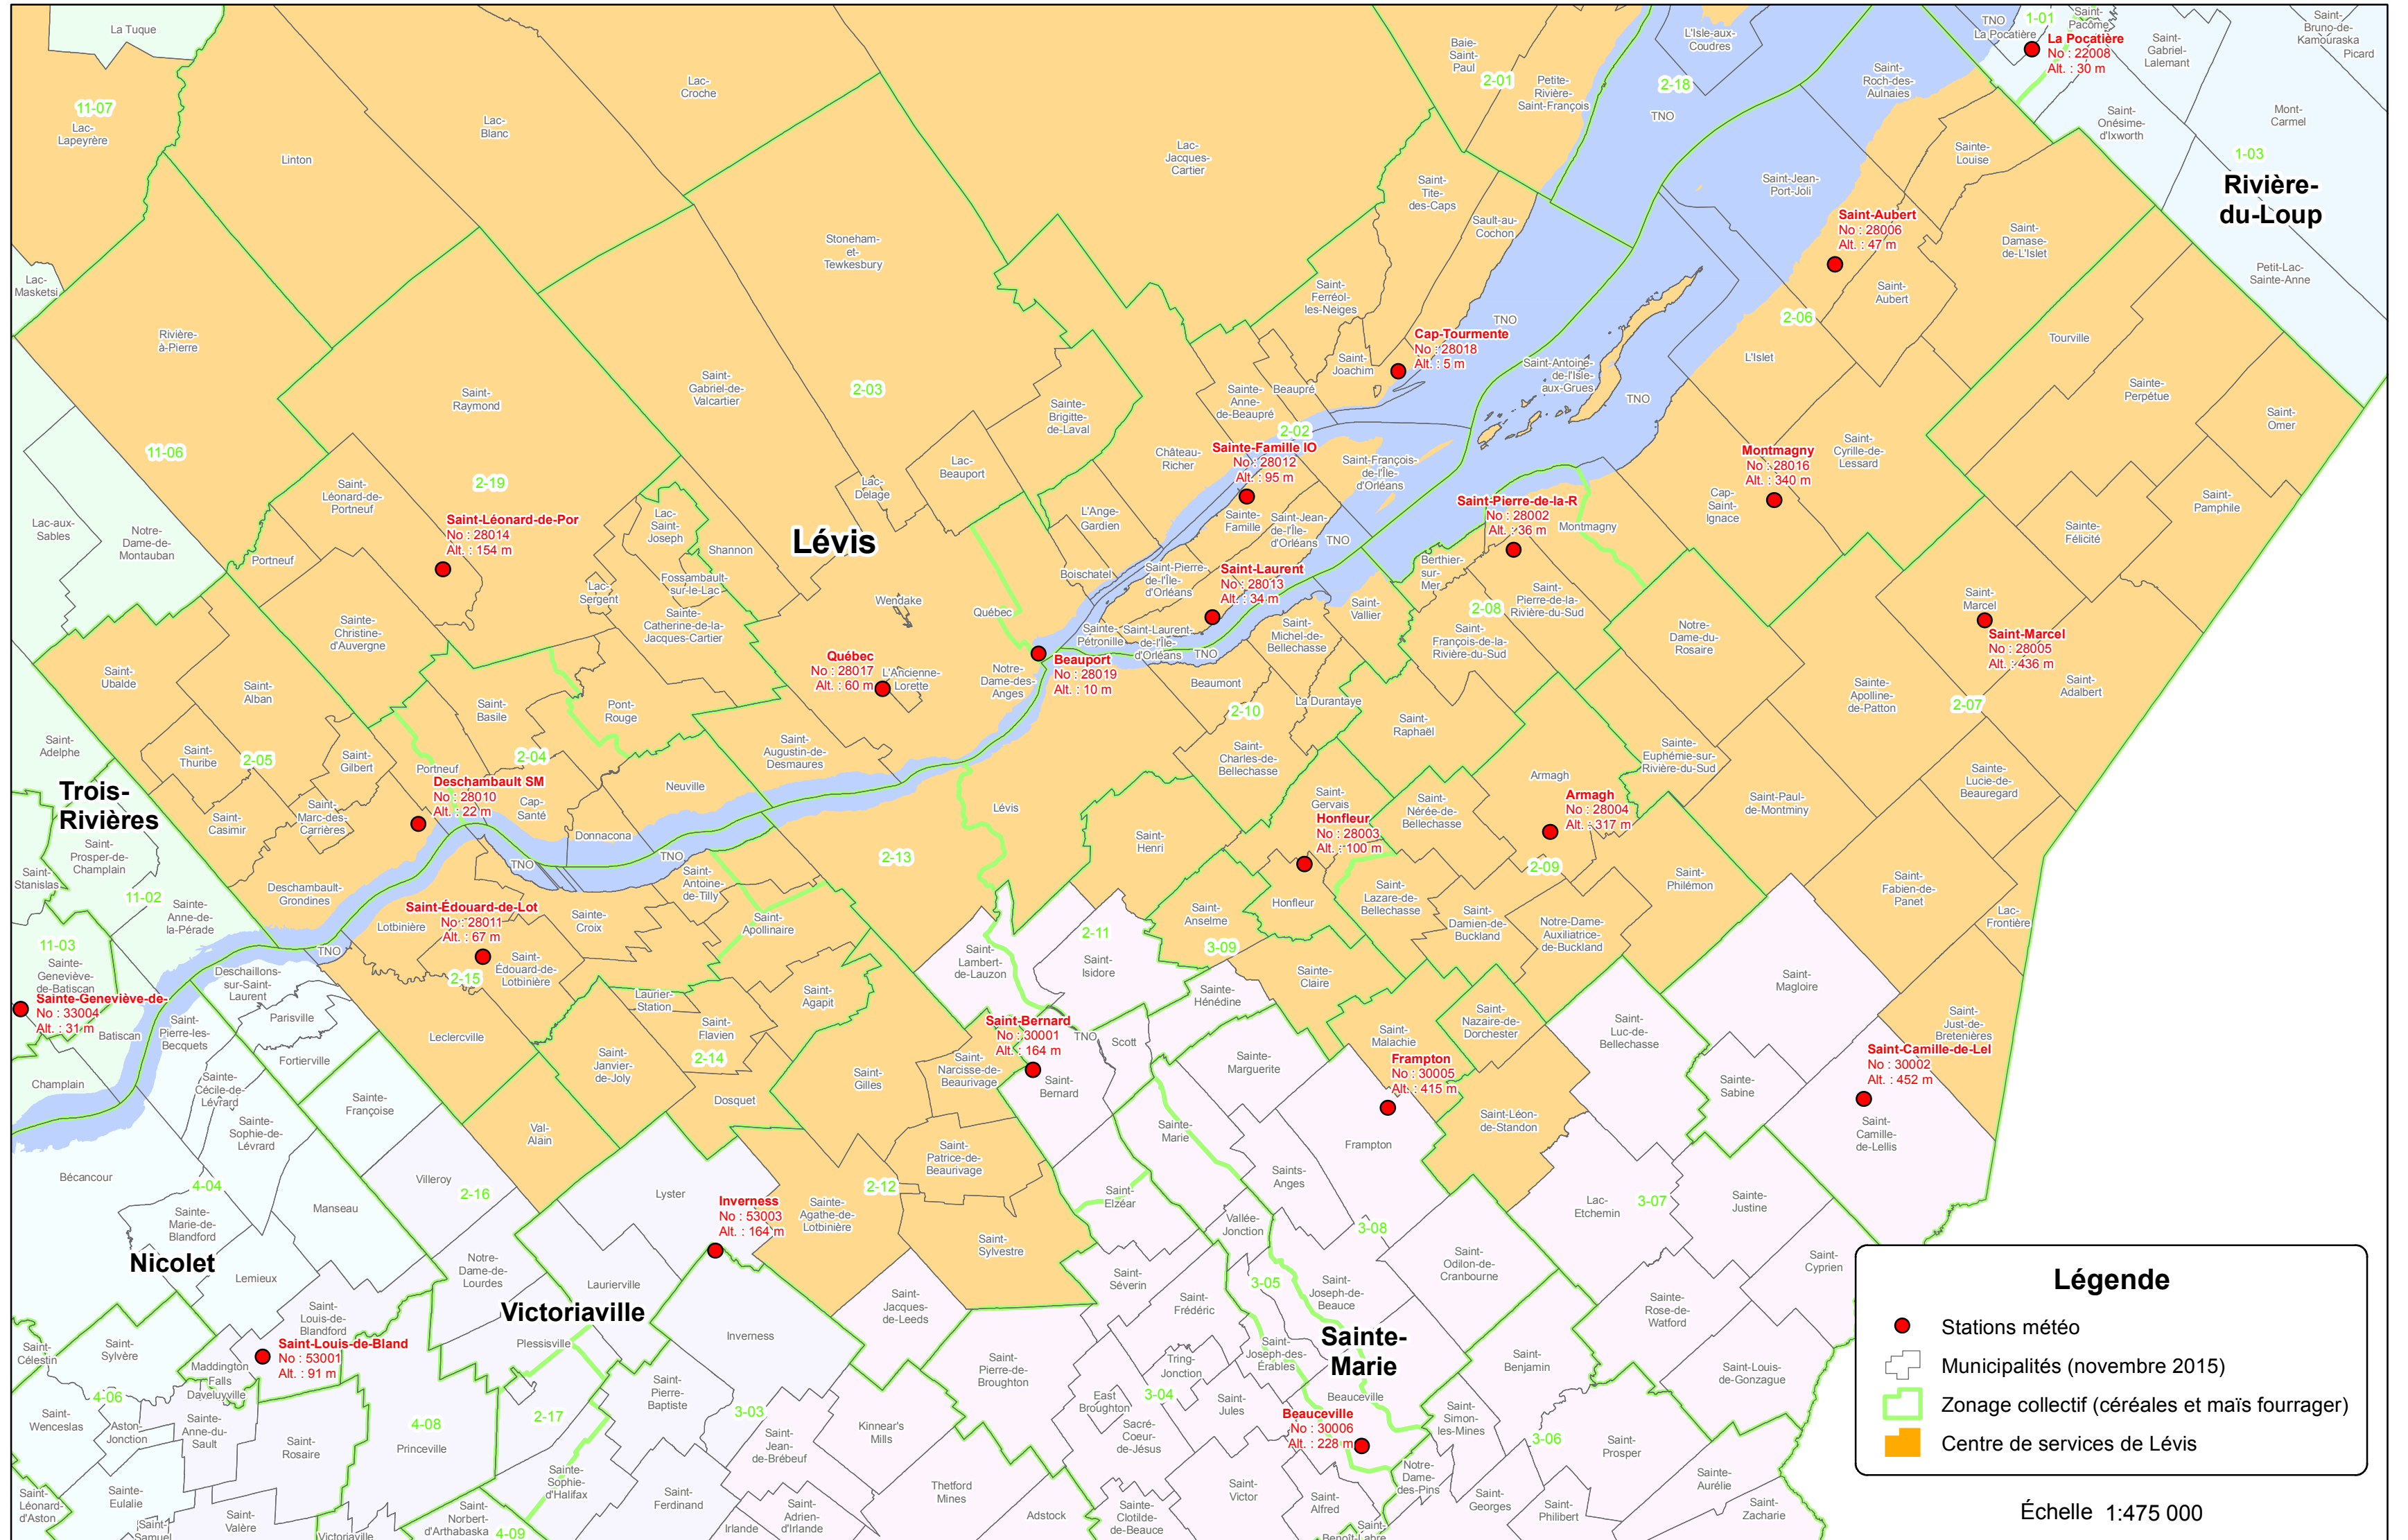 La Tuque
11-07
Lac-
Lapeyrère
Linton
Lac-
Blanc
Lac-
Croche
Lac-
Jacques-
Cartier
Baie-
Saint-
Paul
2-01
Petite-
Rivière-
Saint-François
L'Isle-aux-
Coudres
2-18
TNO
Saint-
Roch-des-
Aulnaies
TNO
La Pocatière
1-01
Saint-
Pacôme
La Pocatière
No : 22008
Alt. : 30 m
Saint-
Gabriel-
Lalemant
Saint-
Bruno-de-
Kamouraska
Picard
Saint-
Onésime-
d'Ixworth
Mont-
Carmel
1-03
Rivière-
du-Loup
Petit-Lac-
Sainte-Anne
Sainte-
Louise
Saint-Jean-
Port-Joli
Saint-Aubert
No : 28006
Alt. : 47 m
Saint-
Damase-
de-L'Islet
Saint-
Aubert
2-06
L'Islet
Tourville
Sainte-
Perpétue
Saint-
Omer
Saint-
Pamphile
Sainte-
Félicité
Saint-
Cyrille-de-
Lessard
Montmagny
No : 28016
Alt. : 340 m
Cap-
Saint-
Ignace
Saint-
Tite-
des-Caps
Sault-au-
Cochon
Saint-
Ferréol-
les-Neiges
TNO
Cap-Tourmente
No : 28018
Alt. : 5 m
Saint-
Joachim
Saint-Antoine-
de-l'Isle-
aux-Grues
TNO
Stoneham-
et-
Tewkesbury
Lac-
Masketsi
Rivière-
à-Pierre
11-06
Saint-
Raymond
2-19
Saint-
Gabriel-de-
Valcartier
2-03
Sainte-
Brigitte-
de-Laval
Sainte-
Anne-
de-Beaupré
Beaupré
2-02
Château-
Richer
Sainte-Famille IO
No : 28012
Alt. : 95 m
Saint-François-
de-l'Île-
d'Orléans
Sainte-
Famille
Saint-Jean-
de-l'Île-
d'Orléans
TNO
Saint-Pierre-de-la-R
No : 28002
Alt. : 36 m
Montmagny
Berthier-
sur-
Mer
Saint-
Pierre-de-la-
Rivière-du-Sud
2-08
Saint-
François-de-la-
Rivière-du-Sud
Saint-
Vallier
Notre-
Dame-du-
Rosaire
Saint-
Marcel
Saint-Marcel
No : 28005
Alt. : 436 m
Saint-
Adalbert
2-07
Sainte-
Apolline-
de-Patton
Lac-
Beauport
Lac-
Delage
Lévis
L'Ange-
Gardien
Boischatel
Saint-Pierre-
de-l'Île-
d'Orléans
Saint-Laurent
No : 28013
Alt. : 34 m
Sainte-
Pétronille
Saint-Laurent-
de-l'Île-
d'Orléans
TNO
Saint-
Michel-de-
Bellechasse
Lac-aux-
Sables
Notre-
Dame-de-
Montauban
Saint-
Léonard-de-
Portneuf
Portneuf
Saint-Léonard-de-Por
No : 28014
Alt. : 154 m
Lac-
Saint-
Joseph
Shannon
Fossambault-
sur-le-Lac
Lac-
Sergent
Sainte-
Catherine-de-la-
Jacques-Cartier
Wendake
Québec
Québec
No : 28017
Alt. : 60 m
L'Ancienne-
Lorette
Notre-
Dame-des-
Anges
Beauport
No : 28019
Alt. : 10 m
Sainte-
Christine-
d'Auvergne
Saint-
Ubalde
Saint-
Alban
Saint-
Basile
Pont-
Rouge
Saint-
Augustin-de-
Desmaures
Beaumont
2-10
La Durantaye
Saint-
Charles-de-
Bellechasse
Saint-
Raphaël
Armagh
Sainte-
Euphémie-sur-
Rivière-du-Sud
Saint-Paul-
de-Montminy
Sainte-
Lucie-de-
Beauregard
Saint-
Adelphe
Saint-
Thuribe
2-05
Saint-
Gilbert
Portneuf
2-04
Deschambault SM
No : 28010
Alt. : 22 m
Cap-
Santé
Neuville
Donnacona
TNO
TNO
Lévis
2-13
Trois-
Rivières
Saint-
Casimir
Saint-
Marc-des-
Carrières
Saint-
Prosper-de-
Champlain
Saint-
Stanislas
11-02
Sainte-
Anne-de-
la-Pérade
Deschambault-
Grondines
Saint-
Henri
Saint-
Gervais
Honfleur
No : 28003
Alt. : 100 m
Saint-
Nérée-de-
Bellechasse
Armagh
No : 28004
Alt. : 317 m
2-09
Saint-
Philémon
Honfleur
Saint-
Anselme
Saint-
Lazare-de-
Bellechasse
Saint-
Damien-de-
Buckland
Notre-Dame-
Auxiliatrice-
de-Buckland
Saint-
Fabien-de-
Panet
Lac-
Frontière
11-03
Sainte-
Geneviève-
de-Batiscan
Sainte-Geneviève-de-
No : 33004
Alt. : 31 m
Batiscan
Champlain
TNO
Lotbinière
Saint-Édouard-de-Lot
No : 28011
Alt. : 67 m
2-15
Saint-
Édouard-de-
Lotbinière
Sainte-
Croix
Saint-
Antoine-
de-Tilly
Saint-
Apollinaire
Saint-
Lambert-
de-Lauzon
2-11
Saint-
Isidore
3-09
Sainte-
Claire
Sainte-
Hénédine
Saint-
Magloire
Deschaillons-
sur-Saint-
Laurent
Parisville
Saint-
Pierre-les-
Becquets
Fortierville
Leclerville
Laurier-
Station
Saint-
Flavien
2-14
Saint-
Agapit
Saint-
Janvier-
de-Joly
Dosquet
Saint-
Gilles
Saint-Bernard
No : 30001
Alt. : 164 m
Saint-
Narcisse-de-
Beaurivage
Saint-
Bernard
TNO
Scott
Sainte-
Marguerite
Saint-
Malachie
Saint-
Nazaire-de-
Dorchester
Saint-
Luc-de-
Bellechasse
Frampton
No : 30005
Alt. : 415 m
Frampton
Saint-Léon-
de-Standon
Sainte-
Sabine
Saint-
Just-de-
Bretenières
Saint-Camille-de-Lel
No : 30002
Alt. : 452 m
Saint-
Camille-
de-Lellis
Sainte-
Cécile-de-
Lévrard
Sainte-
Sophie-de-
Lévrard
Sainte-
Françoise
Bécancour
4-04
Sainte-
Marie-de-
Blandford
Manseau
Villeroy
2-16
Val-
Alain
Lyster
Inverness
No : 53003
Alt. : 164 m
Sainte-
Agathe-de-
Lotbinière
2-12
Saint-
Patrice-de-
Beaurivage
Saint-
Sylvestre
Sainte-
Marie
Saint-
Elzéar
Saints-
Anges
Vallée-
Jonction
3-08
Lac-
Etchemin
3-07
Sainte-
Justine
Saint-
Cyprien
Nicolet
Lemieux
Notre-
Dame-de-
Lourdes
Laurierville
Victoriaville
Plessisville
Inverness
Saint-
Jacques-
de-Leeds
Saint-
Séverin
Saint-
Frédéric
3-05
Saint-
Joseph-de-
Beauce
Saint-
Odilon-de-
Cranbourne
Sainte-
Rose-de-
Watford
Sainte-
Marie
Saint-
Joseph-des-
Érables
Saint-
Célestin
Saint-
Sylvère
Saint-
Louis-de-
Blandford
Saint-Louis-de-Bland
No : 53001
Alt. : 91 m
Maddington
Falls
Daveluyville
4-06
Saint-
Wenceslas
Aston-
Jonction
Sainte-
Anne-du-
Sault
Saint-
Rosaire
4-08
Princeville
2-17
Saint-
Pierre-
Baptiste
3-03
Saint-
Jean-
de-Brébeuf
Kinnear's
Mills
Saint-
Pierre-de-
Broughton
East
Broughton
3-04
Tring-
Jonction
Sacré-
Coeur-
de-Jésus
Saint-
Jules
Beauceville
Beauceville
No : 30006
Alt. : 228 m
Saint-
Benjamin
Saint-
Simon-
les-Mines
3-06
Saint-
Prosper
Saint-Louis-
de-Gonzague
Saint-
Léonard-
d'Aston
Sainte-
Eulalie
Saint-
Samuel
Saint-
Valère
Victoriaville
Saint-
Norbert-
d'Arthabaska
4-09
Sainte-
Sophie-
d'Halifax
Saint-
Ferdinand
Irlande
Saint-
Adrien-
d'Irlande
Thetford
Mines
Adstock
Sainte-
Clotilde-
de-Beauce
Saint-
Victor
Saint-
Alfred
Saint-
Benoît-Labre
Notre-
Dame-
des-Pins
Saint-
Georges
Saint-
Philibert
Sainte-
Aurélie
Saint-
Zacharie
Légende
Stations météo
Municipalités (novembre 2015)
Zonage collectif (céréales et maïs fourrager)
Centre de services de Lévis
Échelle 1:475 000